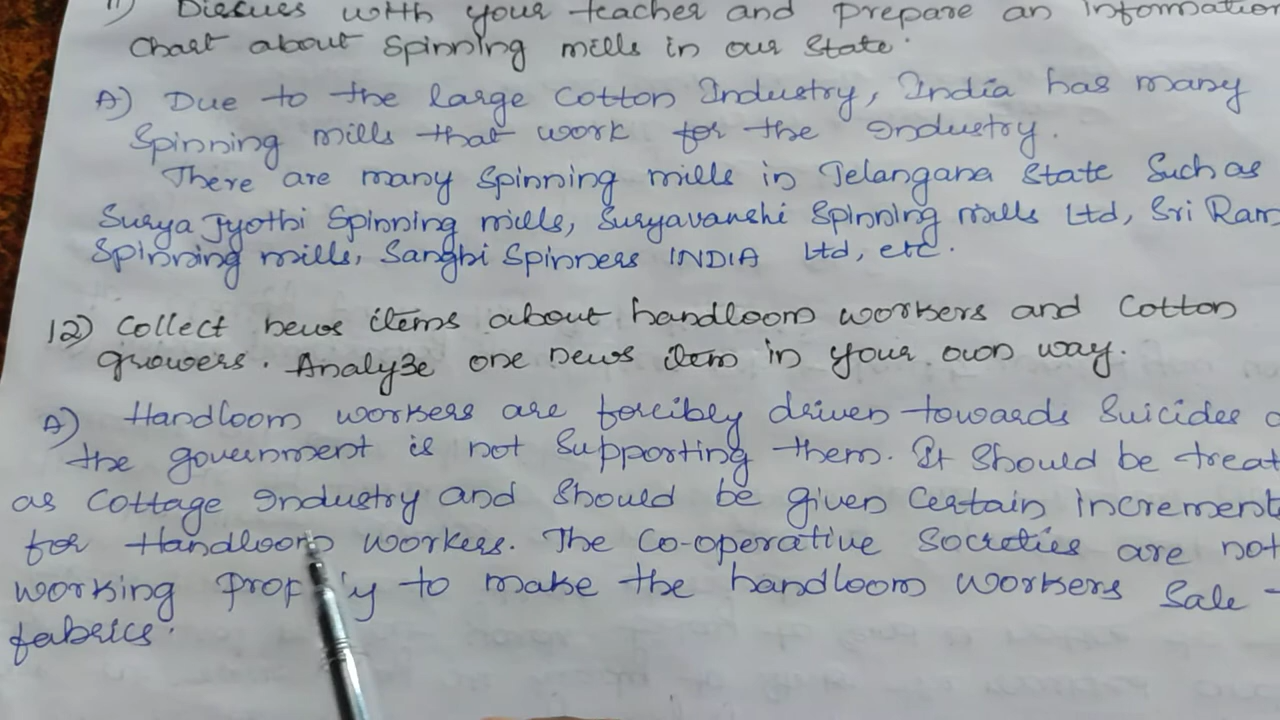 11) Discuss with your teacher and prepare an information
chart about spinning mills in our state.
A) Due to the large cotton Industry, India has many
Spinning mills that work for the Industry.
There are many spinning mills in Telangana state such as
Surya Jyothi Spinning mills, Suryavanshi Spinning mills Ltd, Sri Ram
Spinning mills, Sanghi Spinners INDIA Ltd, etc.
12) Collect news items about handloom workers and Cotton
growers. Analyze one news item in your own way.
A) Handloom workers are forcibly driven towards Suicides
the government is not supporting them. It should be treat
as cottage Industry and should be given certain increment
for Handloom workers. The Co-operative Societies are not
working prop y to make the handloom workers Sale
fabrics.